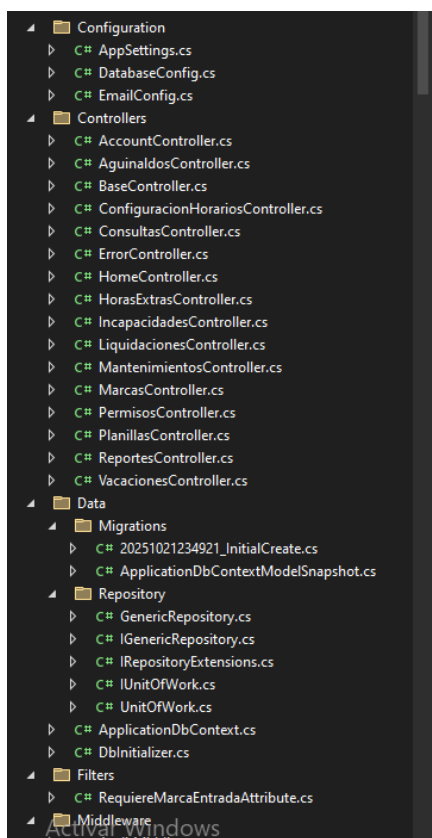 Configuration
C# AppSettings.cs
C# DatabaseConfig.cs
C# EmailConfig.cs
Controllers
C# AccountController.cs
C# AguinaldosController.cs
C# BaseController.cs
C# ConfiguracionHorariosController.cs
C# ConsultasController.cs
C# ErrorController.cs
C# HomeController.cs
C# HorasExtrasController.cs
C# IncapacidadesController.cs
C# LiquidacionesController.cs
C# MantenimientosController.cs
C# MarcasController.cs
C# PermisosController.cs
C# PlanillasController.cs
C# ReportesController.cs
C# VacacionesController.cs
Data
Migrations
C# 20251021234921_InitialCreate.cs
C# ApplicationDbContextModelSnapshot.cs
Repository
C# GenericRepository.cs
C# IGenericRepository.cs
C# IRepositoryExtensions.cs
C# IUnitOfWork.cs
C# UnitOfWork.cs
C# ApplicationDbContext.cs
C# DbInitializer.cs
Filters
C# RequiereMarcaEntradaAttribute.cs
Middleware
Activar Windows